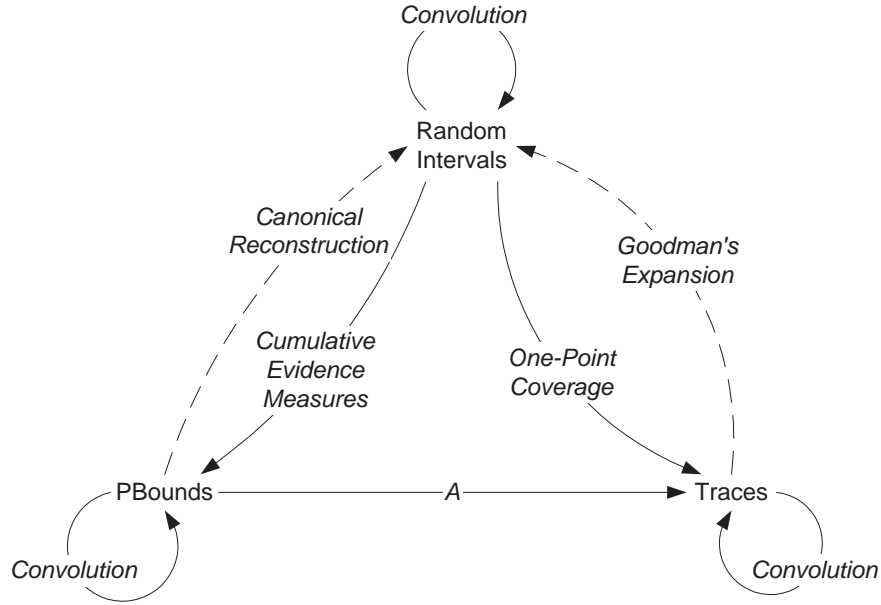 Convolution
Random
Intervals
Canonical
Reconstruction
Goodman's
Expansion
Cumulative
Evidence
Measures
One-Point
Coverage
PBounds
A
Traces
Convolution
Convolution